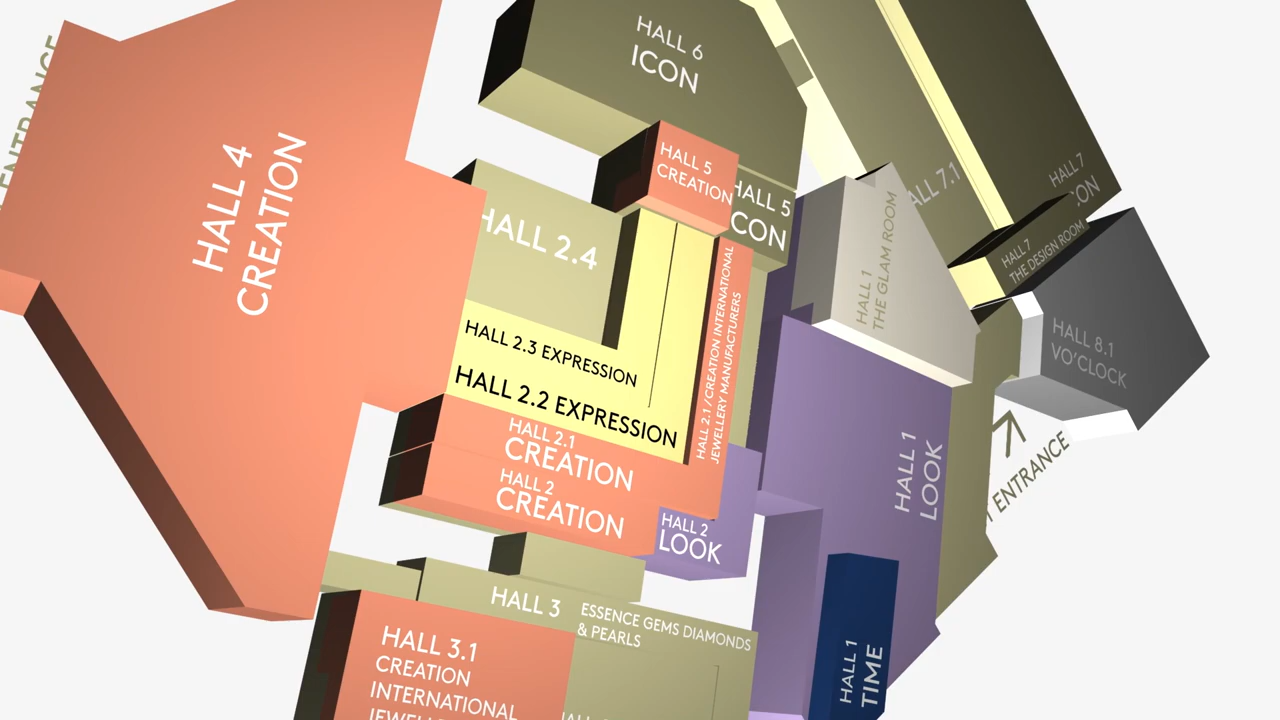 ENTRANCE
HALL 4
CREATION
HALL 6
ICON
HALL 5
CREATION
HALL 5
ICON
HALL 2.4
HALL 2.3 EXPRESSION
HALL 2.2 EXPRESSION
HALL 2.1 / CREATION INTERNATIONAL
JEWELLERY MANUFACTURERS
HALL 2.1
CREATION
HALL 2
CREATION
HALL 2
LOOK
HALL 3
ESSENCE GEMS DIAMONDS
& PEARLS
HALL 3.1
CREATION
INTERNATIONAL
HALL 1
THE GLAM ROOM
HALL 7.1
HALL 7
ICON
HALL 7
THE DESIGN ROOM
HALL 8.1
VO'CLOCK
ENTRANCE
HALL 1
LOOK
HALL 1
TIME